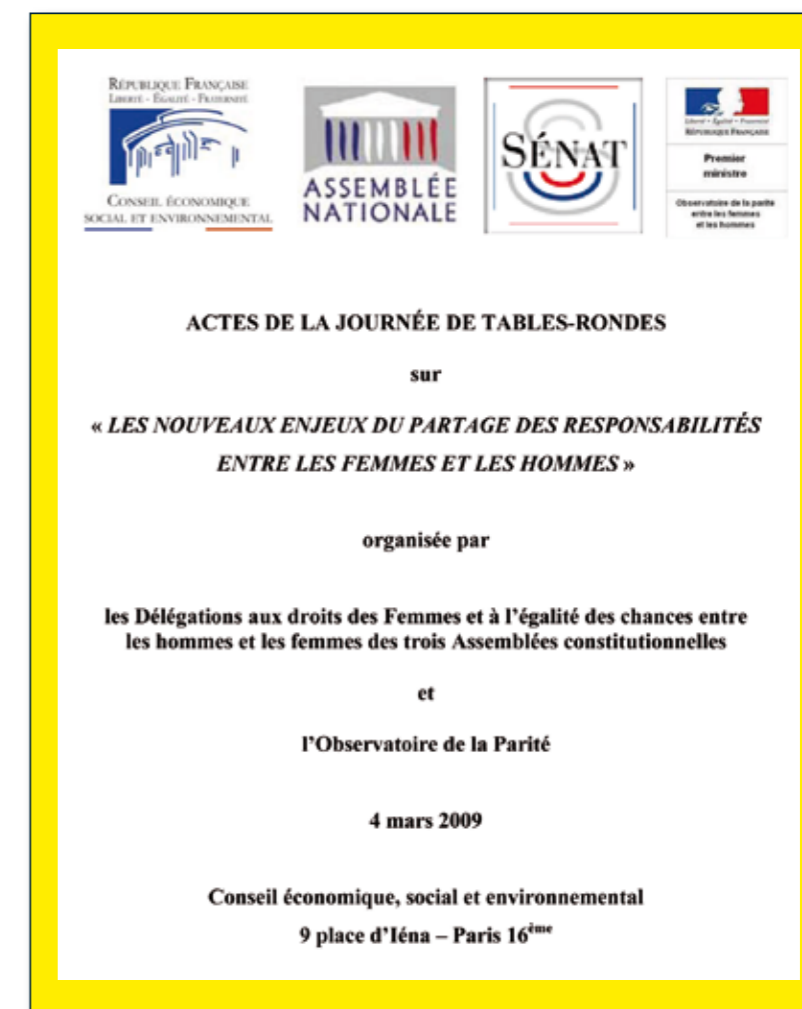 RÉPUBLIQUE FRANÇAISE
LIBERTÉ - ÉGALITÉ - FRATERNITÉ
CONSEIL ÉCONOMIQUE
SOCIAL ET ENVIRONNEMENTAL
ASSEMBLÉE
NATIONALE
SÉNAT
Liberté • Égalité • Fraternité
RÉPUBLIQUE FRANÇAISE
Premier
ministre
Observatoire de la parité
entre les femmes
et les hommes
ACTES DE LA JOURNÉE DE TABLES-RONDES
sur
« LES NOUVEAUX ENJEUX DU PARTAGE DES RESPONSABILITÉS
ENTRE LES FEMMES ET LES HOMMES »
organisée par
les Délégations aux droits des Femmes et à l'égalité des chances entre
les hommes et les femmes des trois Assemblées constitutionnelles
et
l'Observatoire de la Parité
4 mars 2009
Conseil économique, social et environnemental
9 place d'Iéna – Paris 16ème